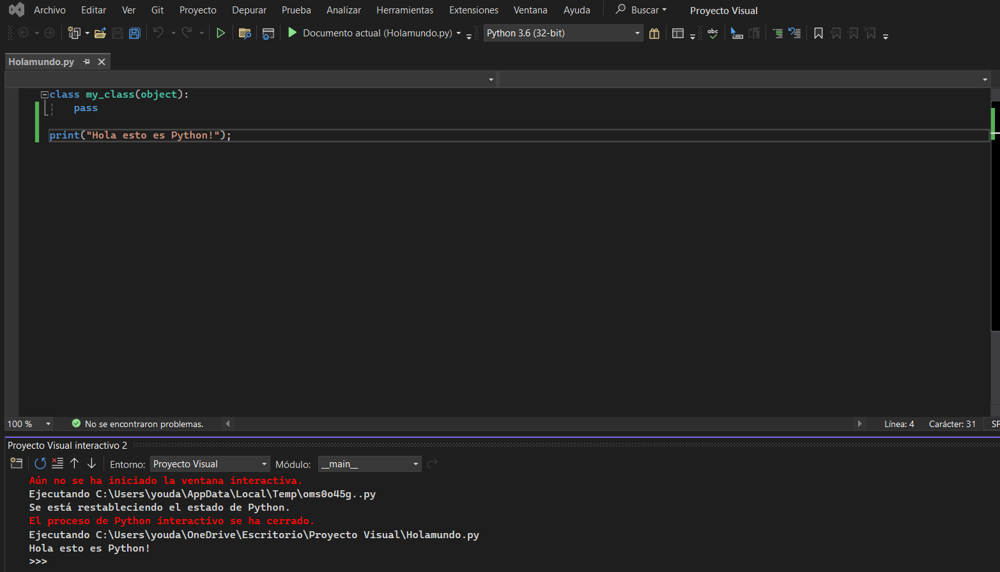 Archivo Editar Ver Git Proyecto Depurar Prueba Analizar Herramientas Extensiones Ventana Ayuda Buscar Proyecto Visual
Documento actual (Holamundo.py) Python 3.6 (32-bit) abc
Holamundo.py
class my_class(object):
pass
print("Hola esto es Python!");
100 % No se encontraron problemas. Línea: 4 Carácter: 31 SP
Proyecto Visual interactivo 2
Entorno: Proyecto Visual Módulo: __main__
Aún no se ha iniciado la ventana interactiva.
Ejecutando C:\Users\youda\AppData\Local\Temp\oms0o45g..py
Se está restableciendo el estado de Python.
El proceso de Python interactivo se ha cerrado.
Ejecutando C:\Users\youda\OneDrive\Escritorio\Proyecto Visual\Holamundo.py
Hola esto es Python!
>>>